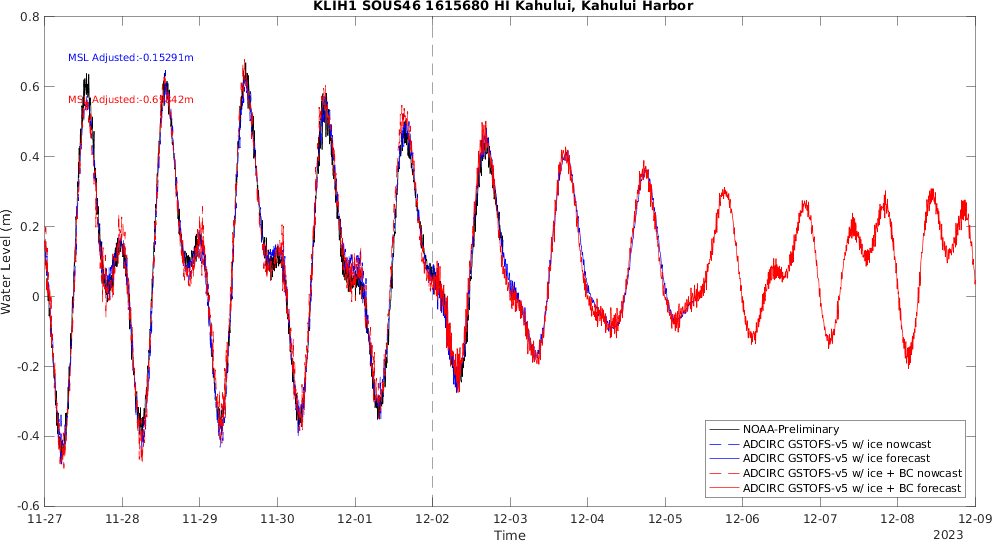 KLIH1 SOUS46 1615680 HI Kahului, Kahului Harbor
0.8
0.6
0.4
0.2
0
-0.2
-0.4
-0.6
Water Level (m)
MSL Adjusted:-0.15291m
MSL Adjusted:
NOAA-Preliminary
ADCIRC GSTOFS-v5 w/ ice nowcast
ADCIRC GSTOFS-v5 w/ ice forecast
ADCIRC GSTOFS-v5 w/ ice + BC nowcast
ADCIRC GSTOFS-v5 w/ ice + BC forecast
11-27 11-28 11-29 11-30 12-01 12-02 12-03 12-04 12-05 12-06 12-07 12-08 12-09
Time
2023